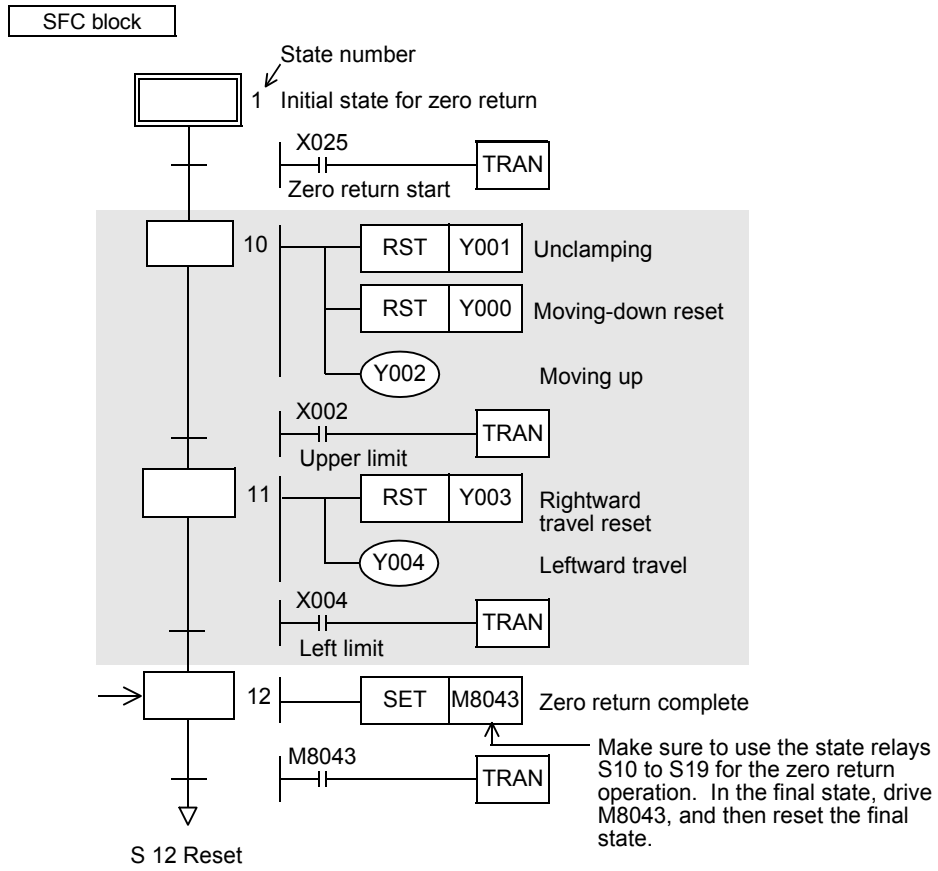 SFC block
State number
1 Initial state for zero return
X025
TRAN
Zero return start
10 RST Y001 Unclamping
RST Y000 Moving-down reset
Y002 Moving up
X002
TRAN
Upper limit
11 RST Y003 Rightward
travel reset
Y004 Leftward travel
X004
TRAN
Left limit
12 SET M8043 Zero return complete
Make sure to use the state relays
S10 to S19 for the zero return
operation. In the final state, drive
M8043, and then reset the final
state.
M8043
TRAN
S 12 Reset